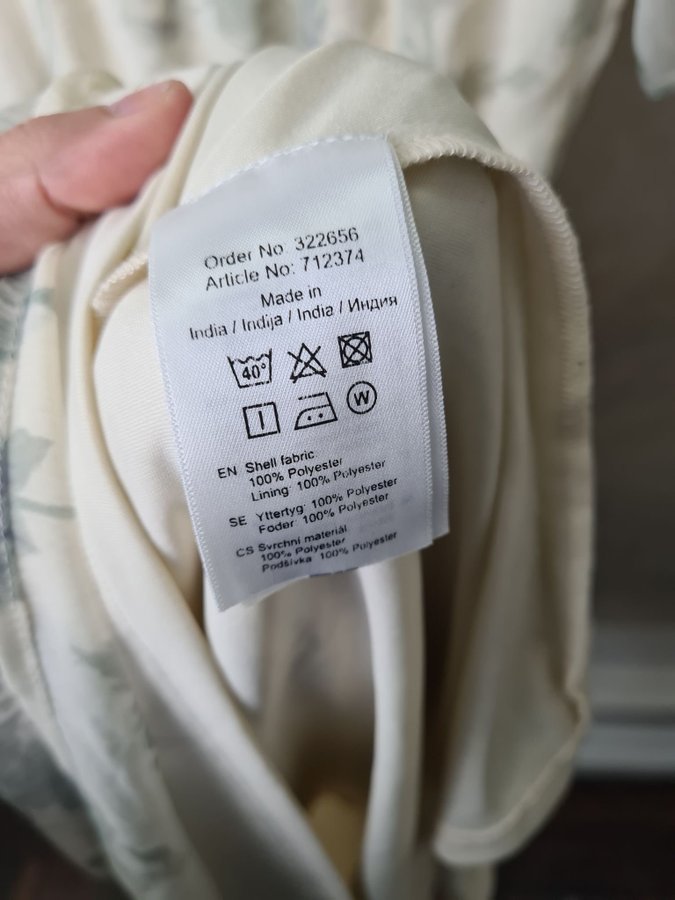 Order No: 322656
Article No: 712374
Made in
India / Indija / India / Индия
40°
W
EN Shell fabric
100% Polyester
Lining: 100% Polyester
SE Yttertyg: 100% Polyester
Foder: 100% Polyester
CS Svrchní materiál
100% Polyester
Podšívka 100% Polyester